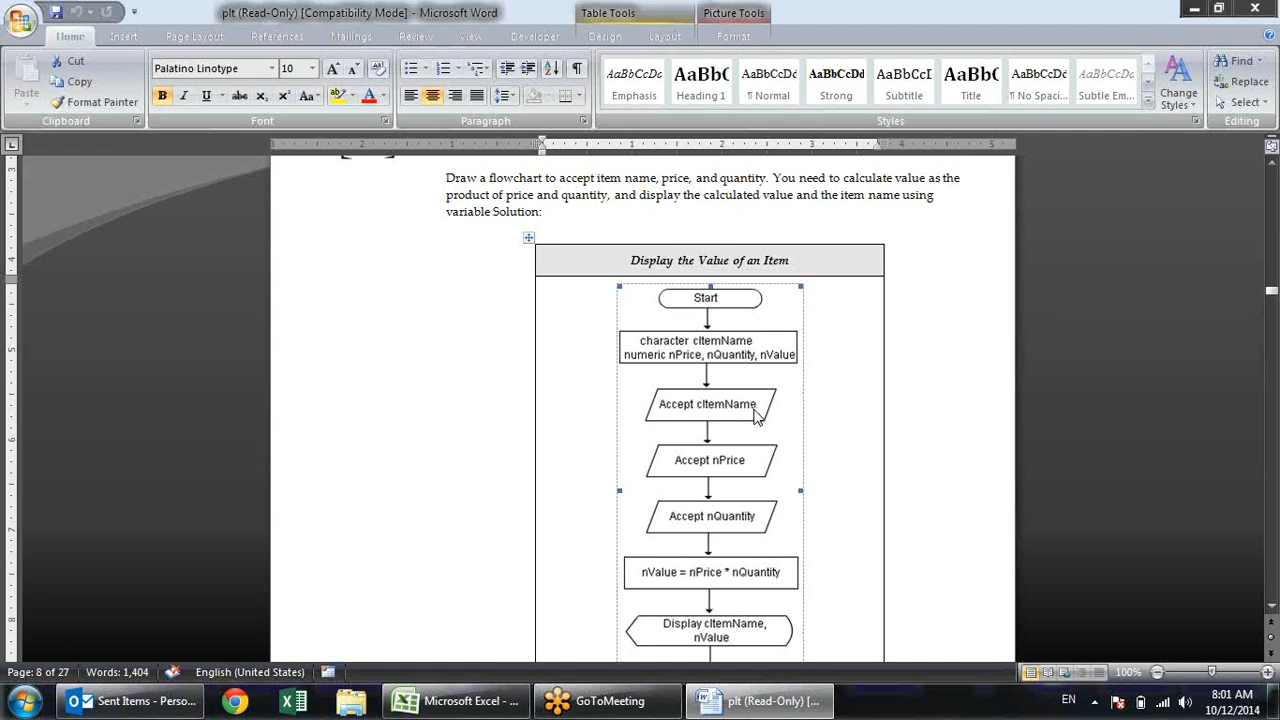 plt (Read-Only) [Compatibility Mode] - Microsoft Word
Table Tools
Picture Tools
Home Insert Page Layout References Mailings Review View Developer Design Layout Format
Paste
Cut
Copy
Format Painter
Clipboard
Palatino Linotype 10
Font
Paragraph
AaBbCcDc AaBbC AaBbCcDc AaBbCcDd AaBbCcI AaBbC AaBbCcDc AaBbCcDc
Emphasis Heading 1 ¶ Normal Strong Subtitle Title ¶ No Spaci... Subtle Em...
Change
Styles
Styles
Find
Replace
Select
Editing
Draw a flowchart to accept item name, price, and quantity. You need to calculate value as the
product of price and quantity, and display the calculated value and the item name using
variable Solution:
Display the Value of an Item
Start
character cItemName
numeric nPrice, nQuantity, nValue
Accept cItemName
Accept nPrice
Accept nQuantity
nValue = nPrice * nQuantity
Display cItemName,
nValue
Page: 8 of 27 Words: 1,404 English (United States) 100%
Sent Items - Perso...
Microsoft Excel - ...
GoToMeeting
plt (Read-Only) [...
EN
8:01 AM
10/12/2014